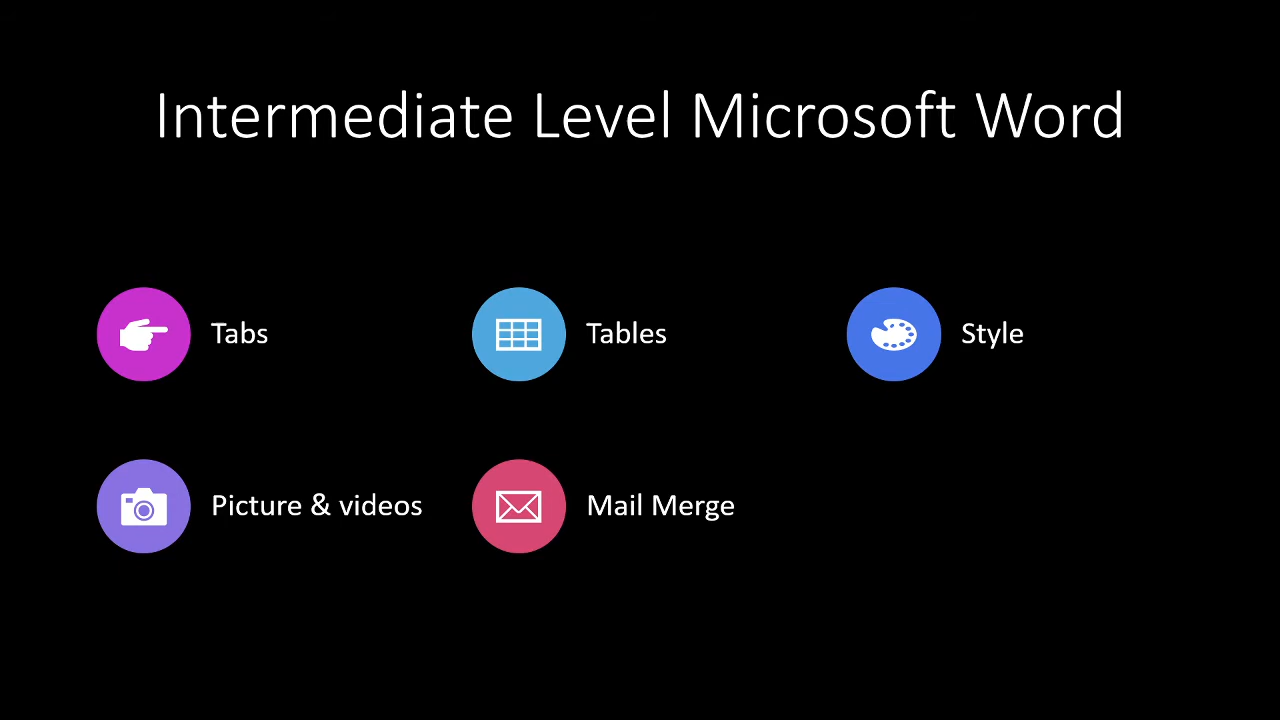 Intermediate Level Microsoft Word
Tabs
Tables
Style
Picture & videos
Mail Merge